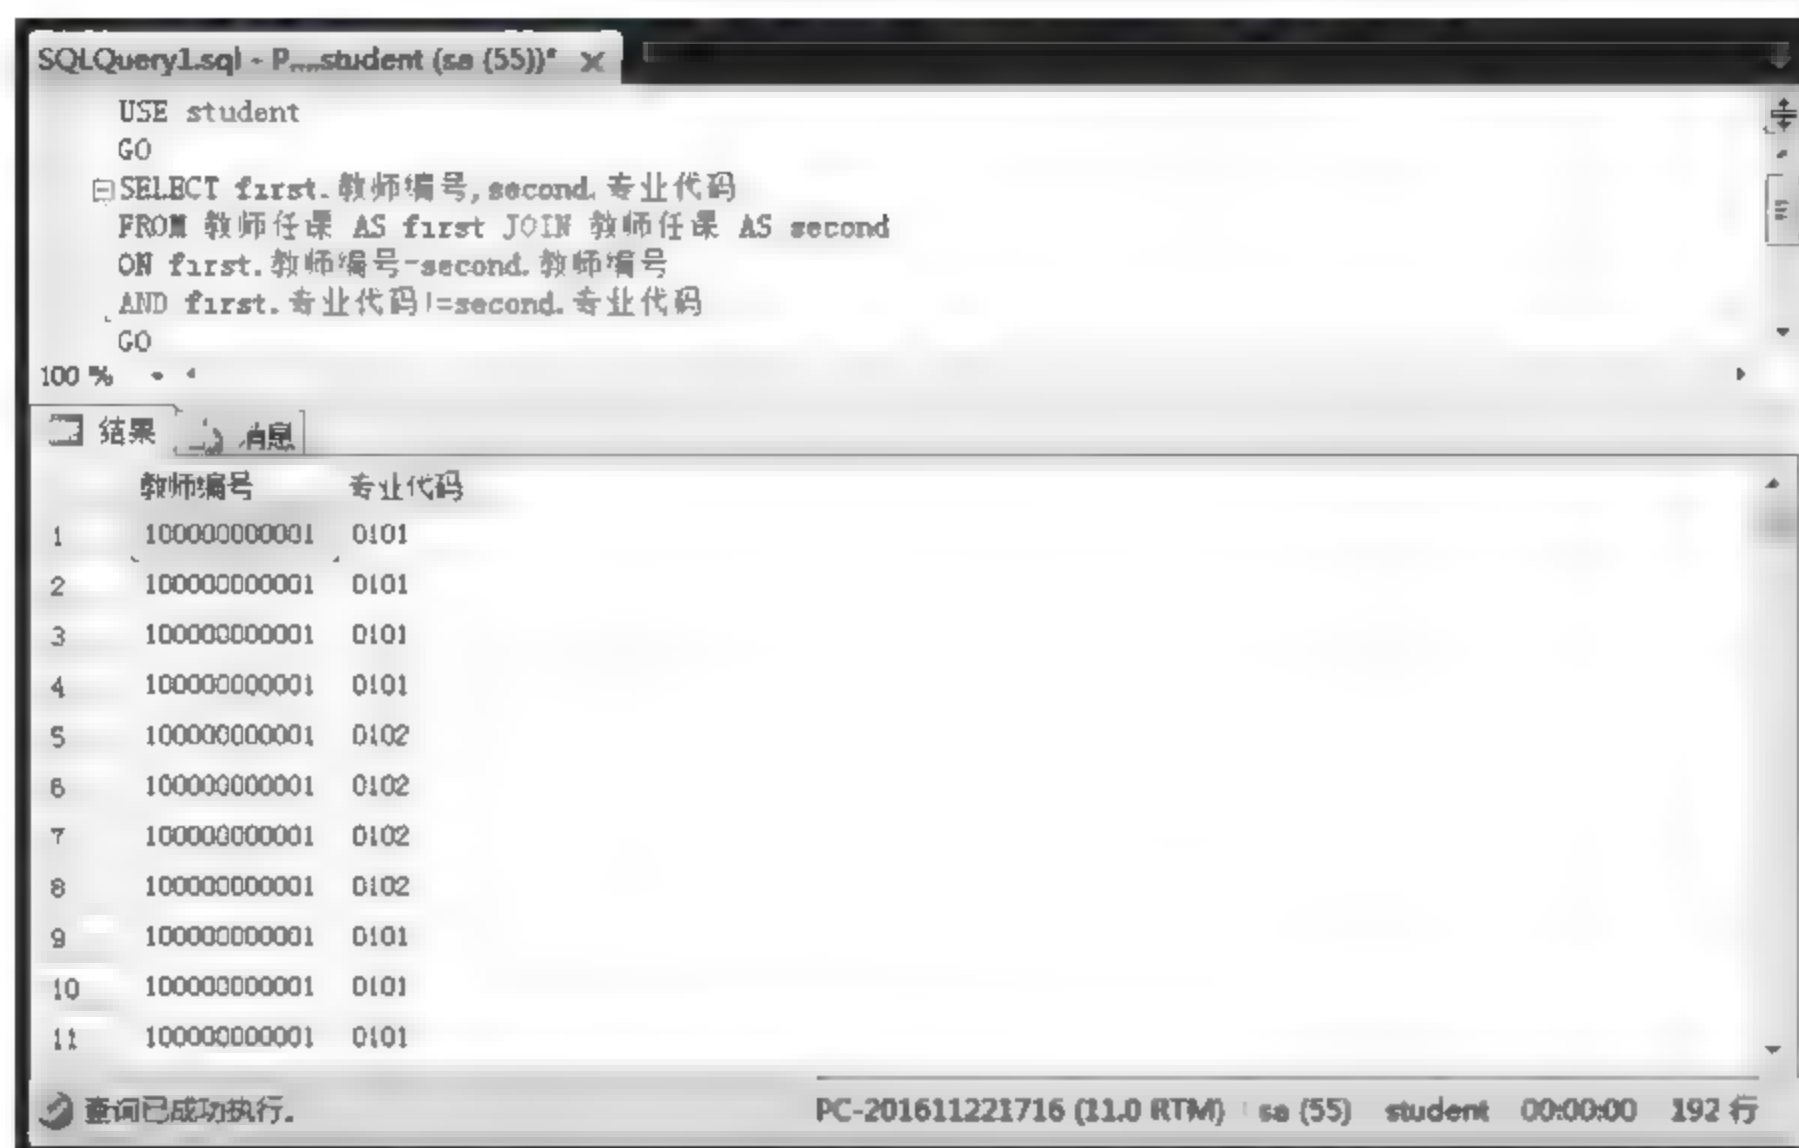 SQLQuery1.sql - P....student (sa (55))* ×
USE student
GO
SELECT first.教师编号,second.专业代码
FROM 教师任课 AS first JOIN 教师任课 AS second
ON first.教师编号=second.教师编号
AND first.专业代码!=second.专业代码
GO
100 %
结果 消息
教师编号 专业代码
1 100000000001 0101
2 100000000001 0101
3 100000000001 0101
4 100000000001 0101
5 100000000001 0102
6 100000000001 0102
7 100000000001 0102
8 100000000001 0102
9 100000000001 0101
10 100000000001 0101
11 100000000001 0101
查询已成功执行。 PC-201611221716 (11.0 RTM) sa (55) student 00:00:00 192 行